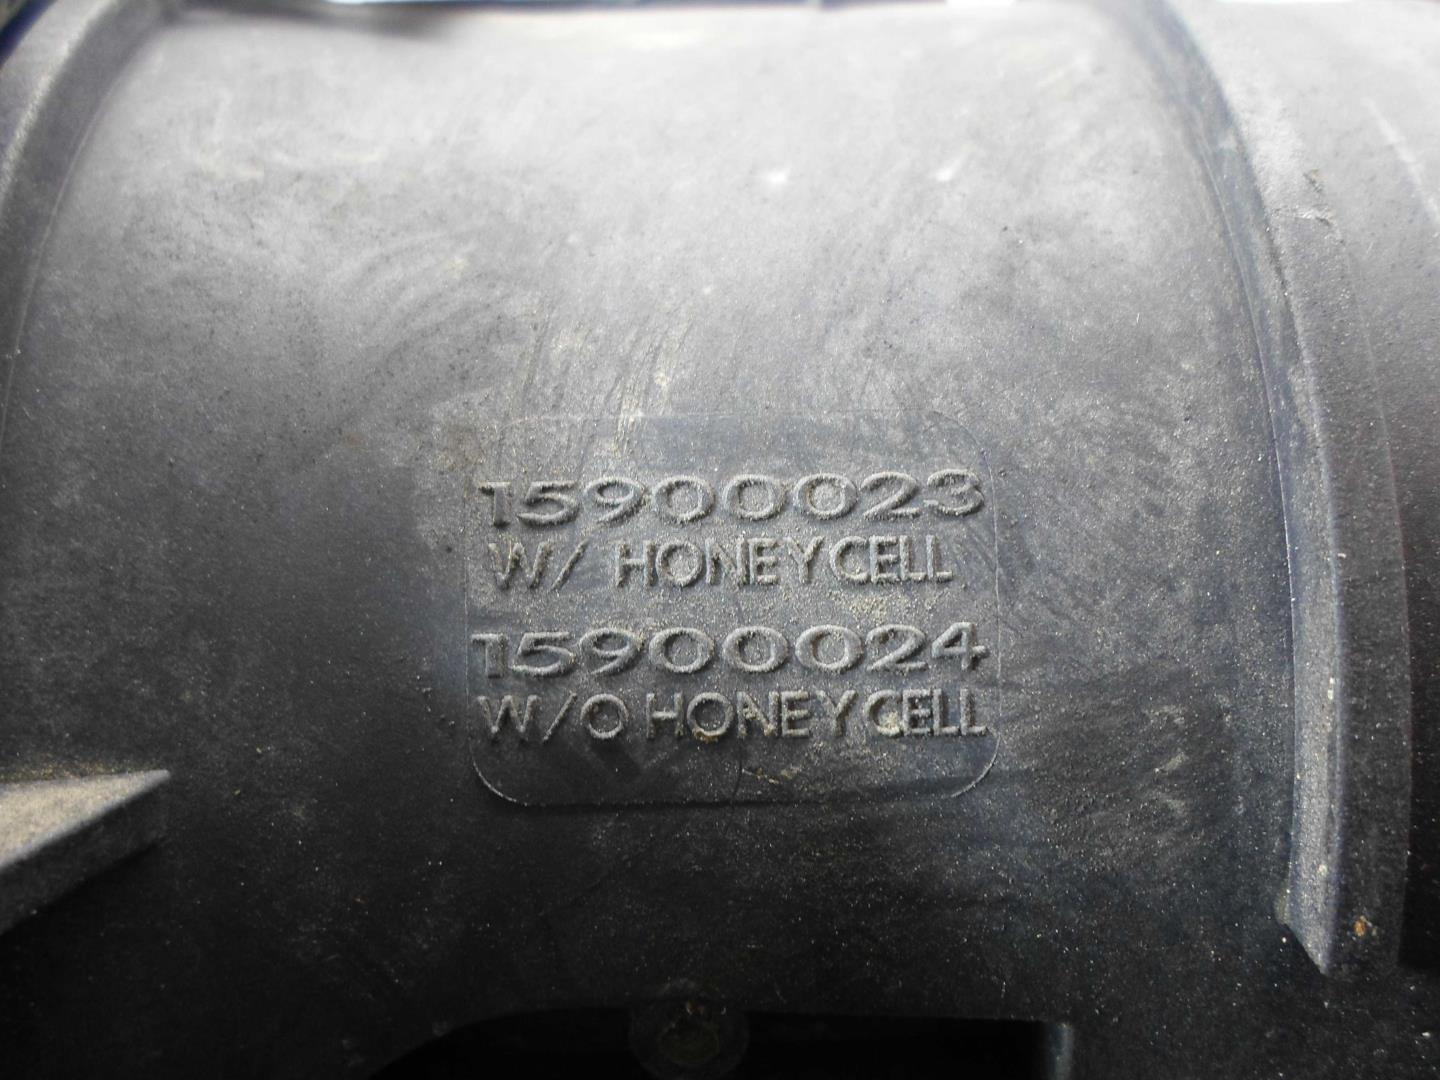 15900023
W/ HONEYCELL
15900024
W/O HONEYCELL